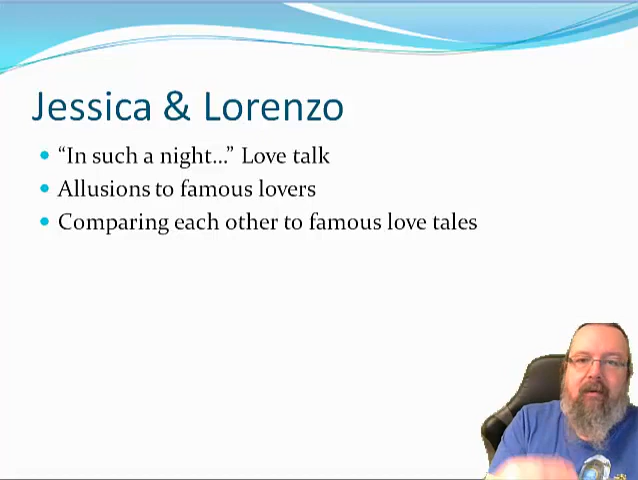 Jessica & Lorenzo
“In such a night…” Love talk
Allusions to famous lovers
Comparing each other to famous love tales